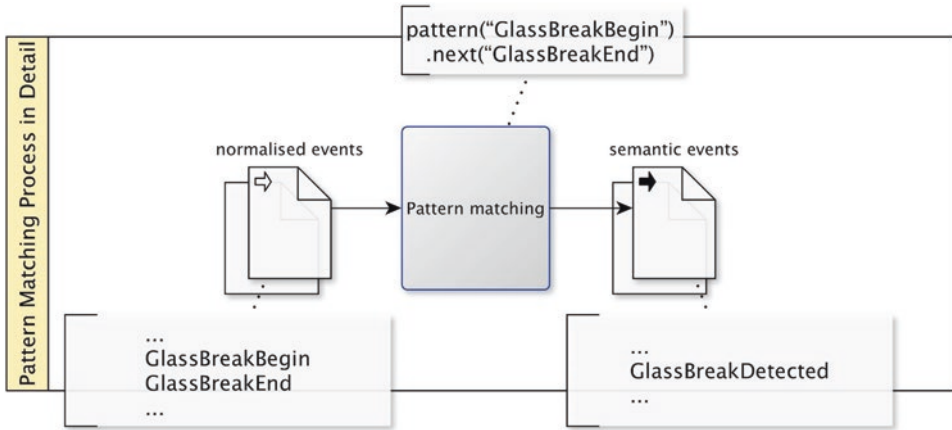 pattern(“GlassBreakBegin”)
.next(“GlassBreakEnd”)
Pattern Matching Process in Detail
normalised events
Pattern matching
semantic events
...
GlassBreakBegin
GlassBreakEnd
...
...
GlassBreakDetected
...